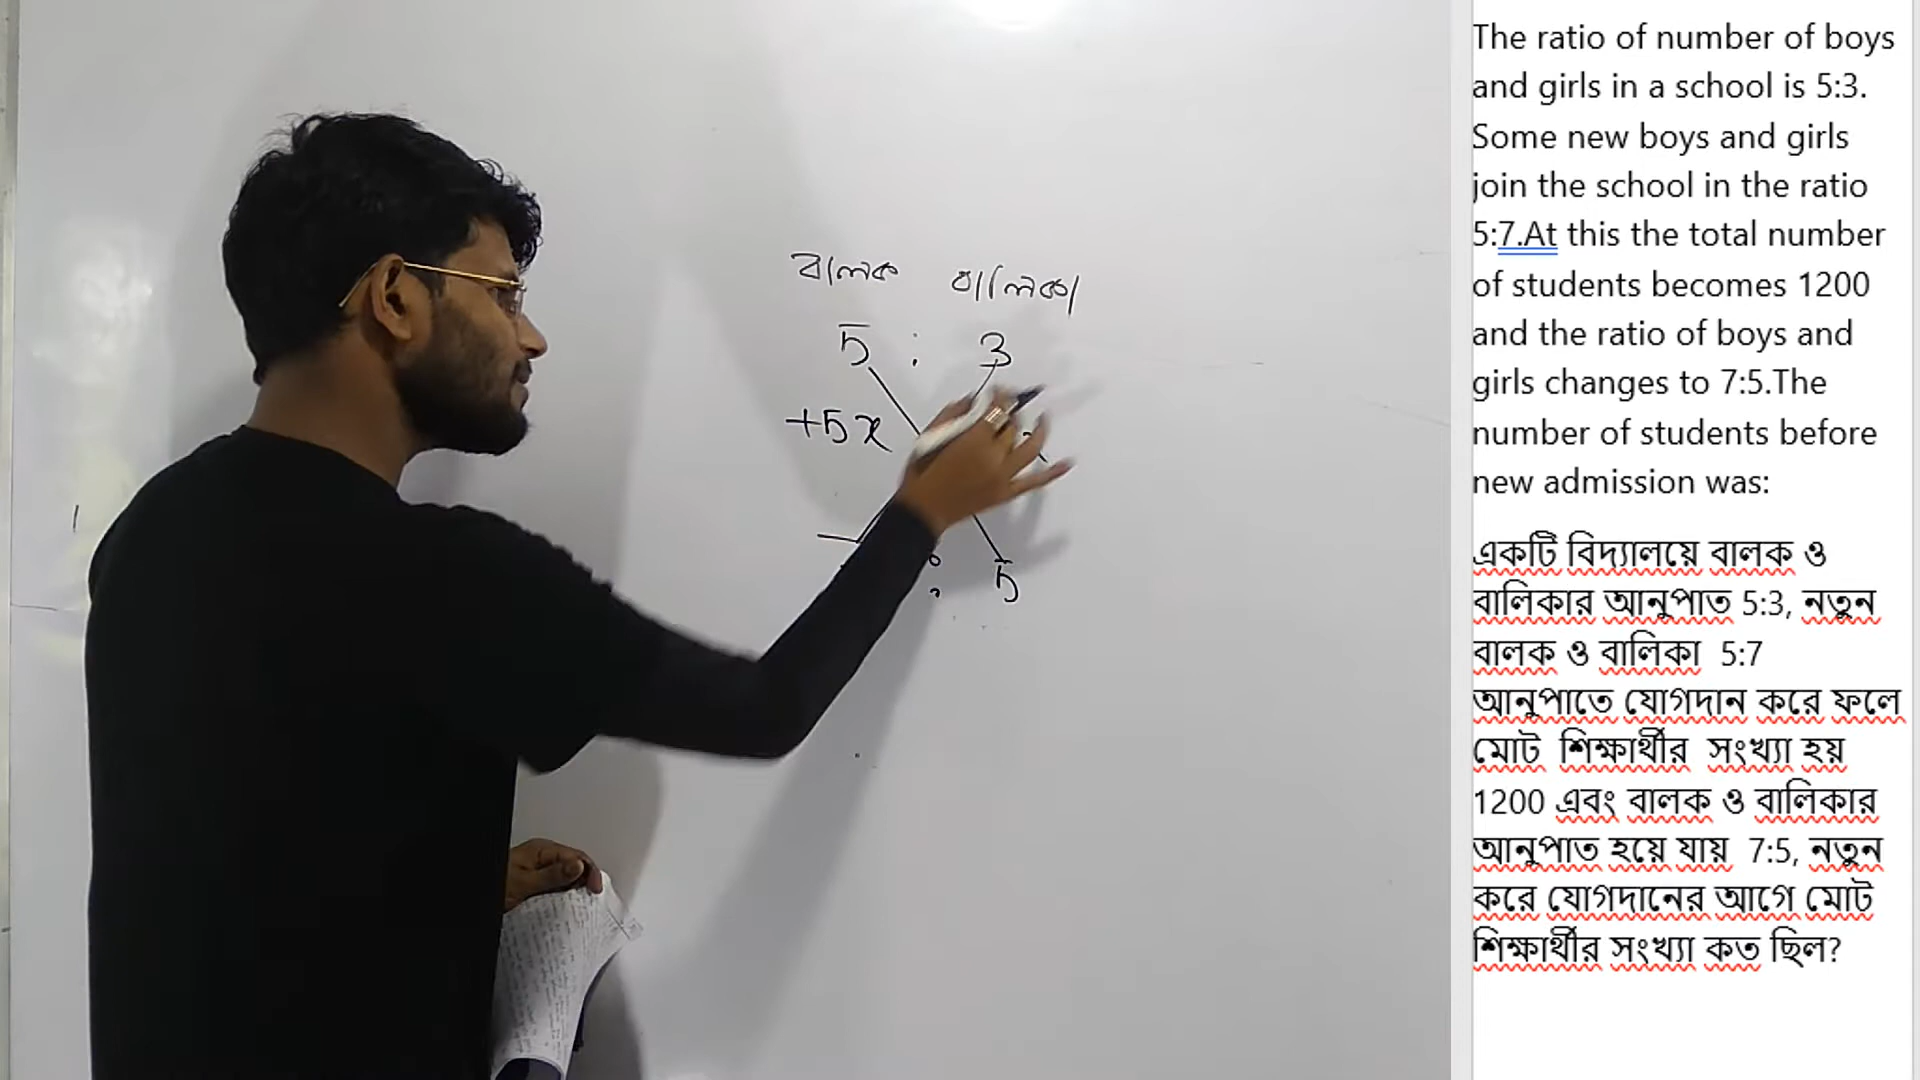 বালক বালিকা
5 : 3
+5x
: 5
The ratio of number of boys
and girls in a school is 5:3.
Some new boys and girls
join the school in the ratio
5:7.At this the total number
of students becomes 1200
and the ratio of boys and
girls changes to 7:5.The
number of students before
new admission was:
একটি বিদ্যালয়ে বালক ও
বালিকার আনুপাত 5:3, নতুন
বালক ও বালিকা 5:7
আনুপাতে যোগদান করে ফলে
মোট শিক্ষার্থীর সংখ্যা হয়
1200 এবং বালক ও বালিকার
আনুপাত হয়ে যায় 7:5, নতুন
করে যোগদানের আগে মোট
শিক্ষার্থীর সংখ্যা কত ছিল?